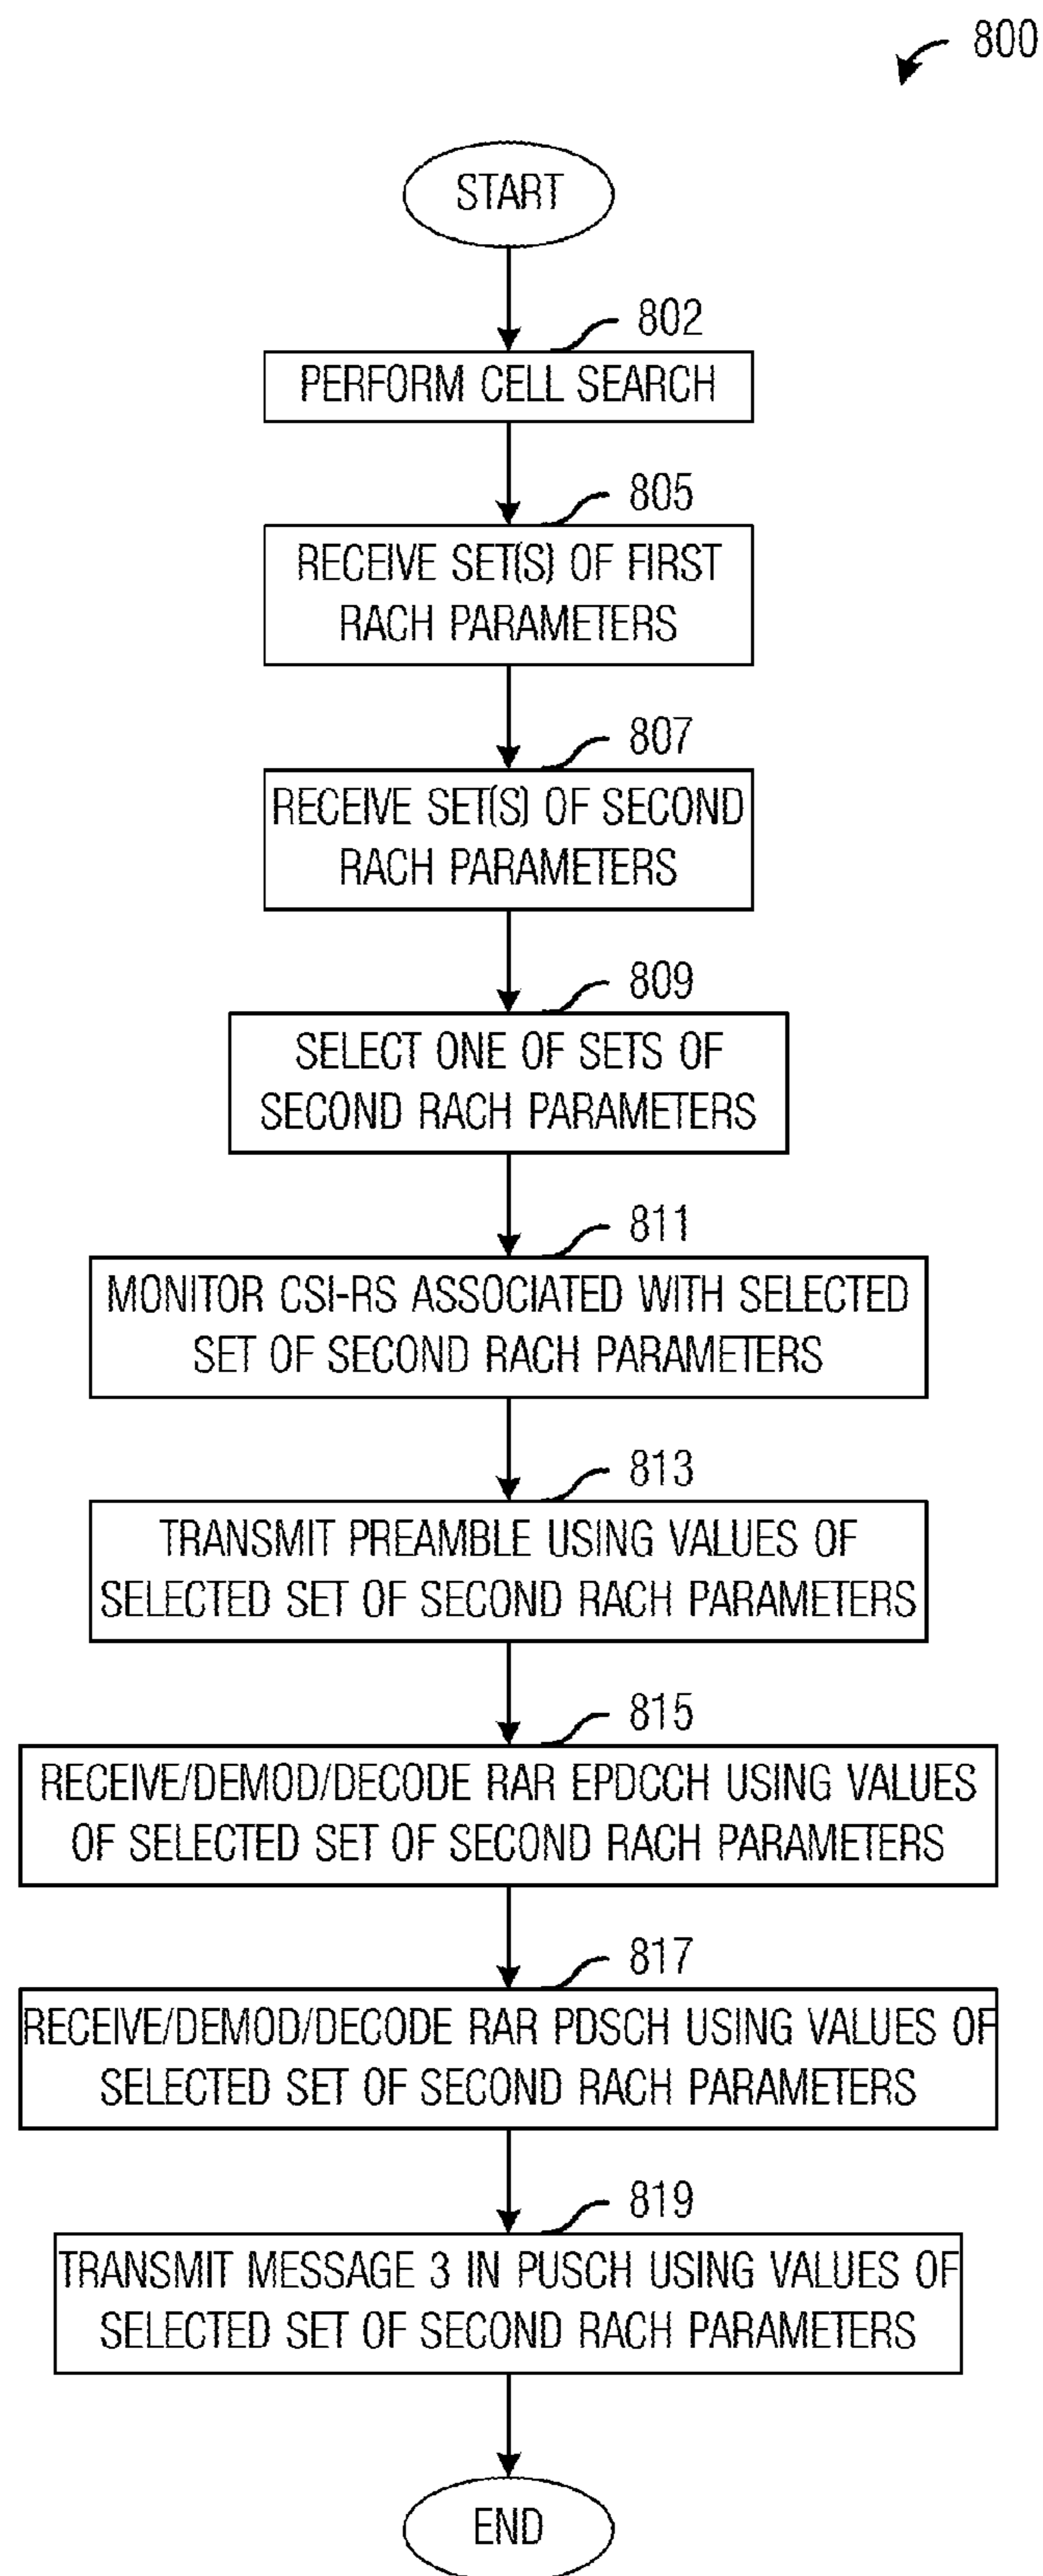 800
START
802
PERFORM CELL SEARCH
805
RECEIVE SET(S) OF FIRST
RACH PARAMETERS
807
RECEIVE SET(S) OF SECOND
RACH PARAMETERS
809
SELECT ONE OF SETS OF
SECOND RACH PARAMETERS
811
MONITOR CSI-RS ASSOCIATED WITH SELECTED
SET OF SECOND RACH PARAMETERS
813
TRANSMIT PREAMBLE USING VALUES OF
SELECTED SET OF SECOND RACH PARAMETERS
815
RECEIVE/DEMOD/DECODE RAR EPDCCH USING VALUES
OF SELECTED SET OF SECOND RACH PARAMETERS
817
RECEIVE/DEMOD/DECODE RAR PDSCH USING VALUES OF
SELECTED SET OF SECOND RACH PARAMETERS
819
TRANSMIT MESSAGE 3 IN PUSCH USING VALUES OF
SELECTED SET OF SECOND RACH PARAMETERS
END